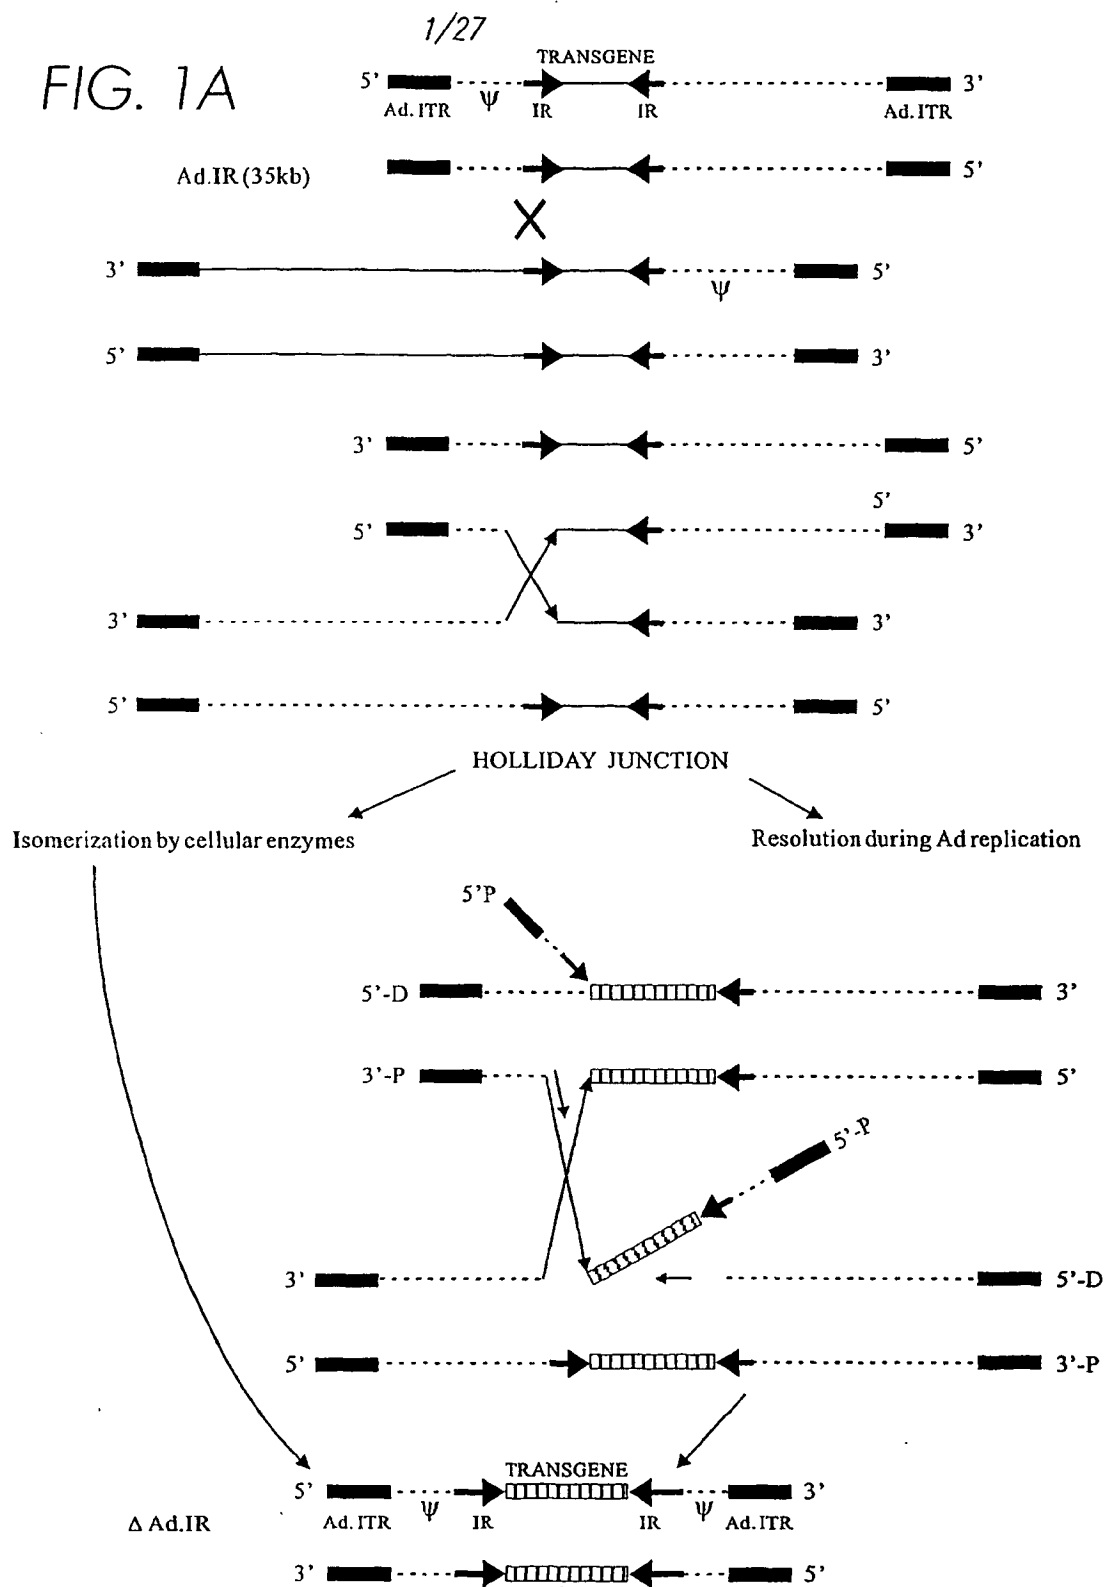 1/27
FIG. 1A
TRANSGENE
5' 3'
Ad. ITR ψ IR IR Ad. ITR
Ad.IR (35kb) 5'
X
3' 5'
ψ
5' 3'
3' 5'
5'
5' 3'
3' 3'
5' 5'
HOLLIDAY JUNCTION
Isomerization by cellular enzymes Resolution during Ad replication
5'P
5'-D 3'
3'-P 5'
5'-P
3' 5'-D
5' 3'-P
TRANSGENE
5' ψ ψ 3'
Δ Ad.IR Ad. ITR IR IR Ad. ITR
3' 5'